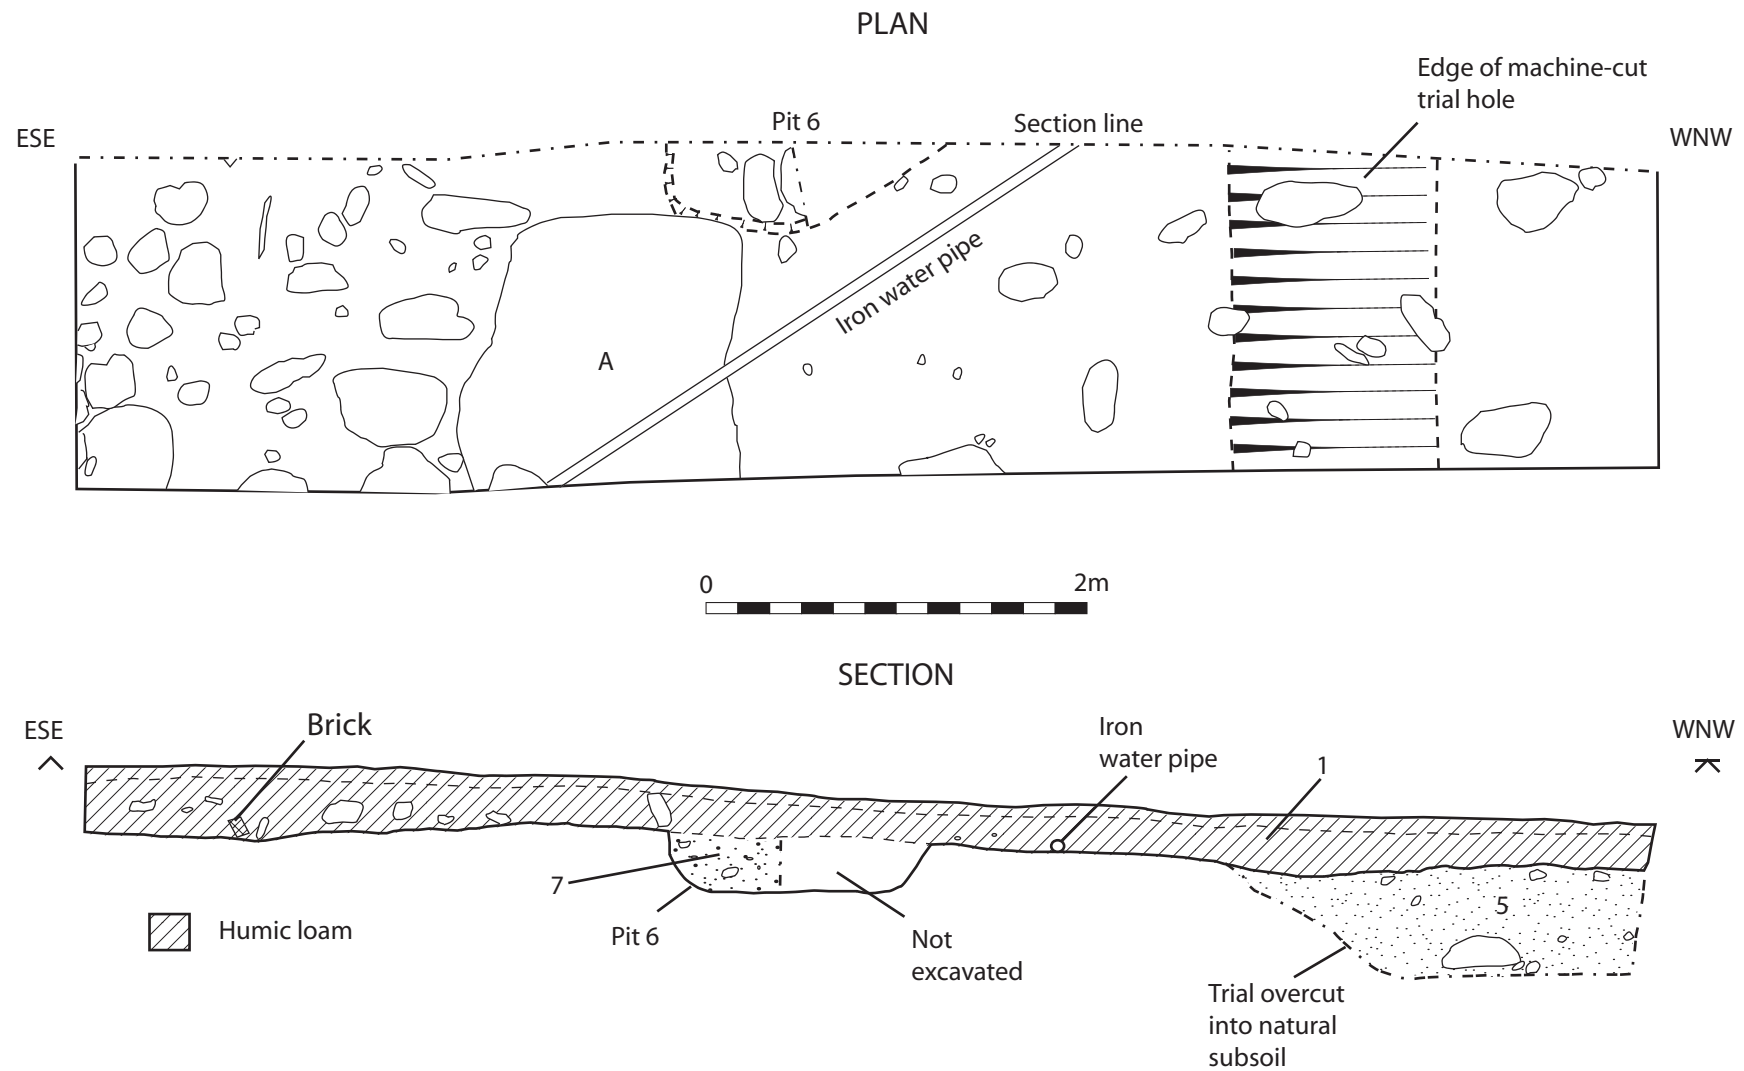 PLAN
Edge of machine-cut
trial hole
ESE
Pit 6
Section line
WNW
Iron water pipe
A
0
2m
SECTION
ESE
Brick
Iron
water pipe
1
WNW
7
5
Humic loam
Pit 6
Not
excavated
Trial overcut
into natural
subsoil